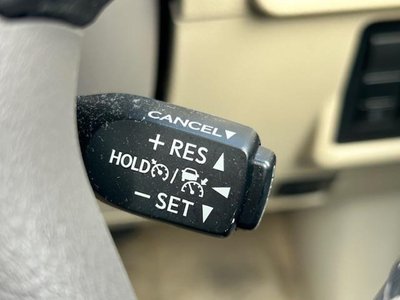 CANCEL▼
+ RES ▲
HOLD / ◀
− SET ▼